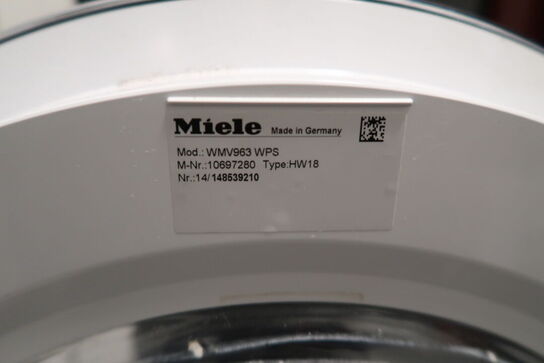 Miele Made in Germany
Mod.: WMV963 WPS
M-Nr.:10697280 Type:HW18
Nr.:14/148539210